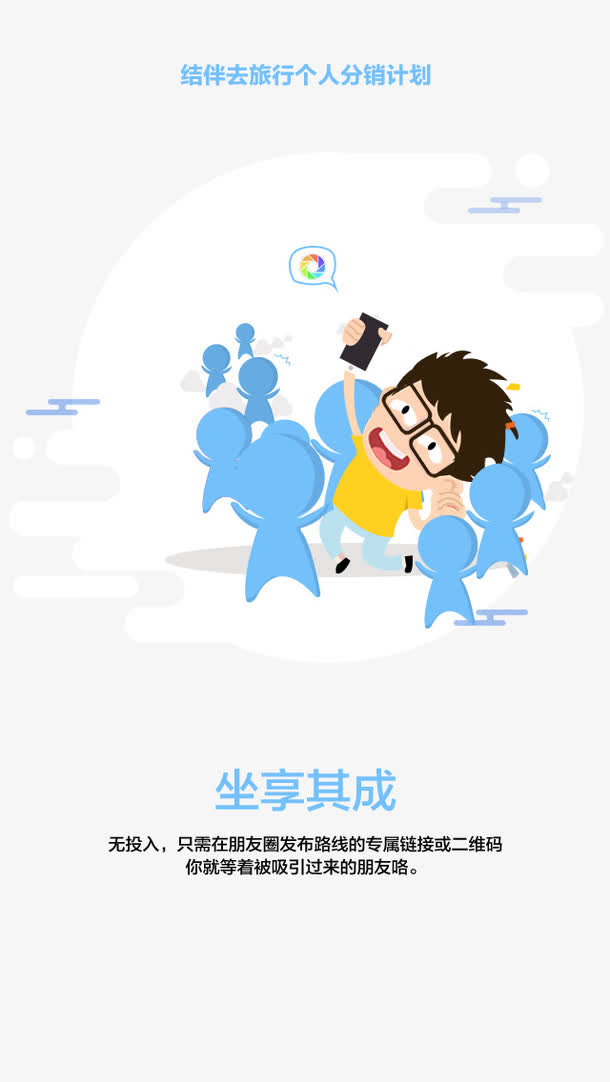 结伴去旅行个人分销计划
坐享其成
无投入，只需在朋友圈发布路线的专属链接或二维码
你就等着被吸引过来的朋友咯。